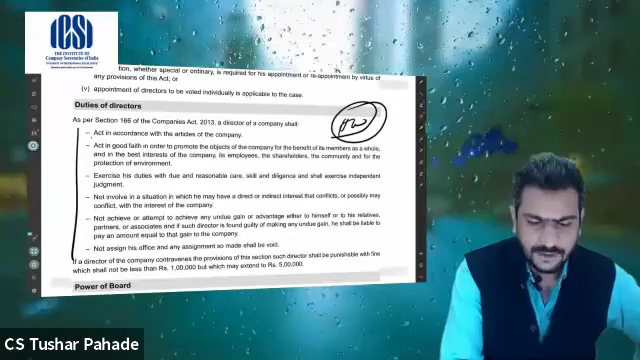 ICSI
THE INSTITUTE OF
Company Secretaries of India
tion, whether special or ordinary, is required for his appointment or re-appointment by virtue of
any provisions of this Act; or
(v) appointment of directors to be voted individually is applicable to the case.
Duties of directors
As per Section 166 of the Companies Act, 2013, a director of a company shall:
– Act in accordance with the articles of the company.
– Act in good faith in order to promote the objects of the company for the benefit of its members as a whole,
and in the best interests of the company, its employees, the shareholders, the community and for the
protection of environment.
– Exercise his duties with due and reasonable care, skill and diligence and shall exercise independent
judgment.
– Not involve in a situation in which he may have a direct or indirect interest that conflicts, or possibly may
conflict, with the interest of the company.
– Not achieve or attempt to achieve any undue gain or advantage either to himself or to his relatives,
partners, or associates and if such director is found guilty of making any undue gain, he shall be liable to
pay an amount equal to that gain to the company.
– Not assign his office and any assignment so made shall be void.
If a director of the company contravenes the provisions of this section such director shall be punishable with fine
which shall not be less than Rs. 1,00,000 but which may extend to Rs. 5,00,000.
Power of Board
CS Tushar Pahade